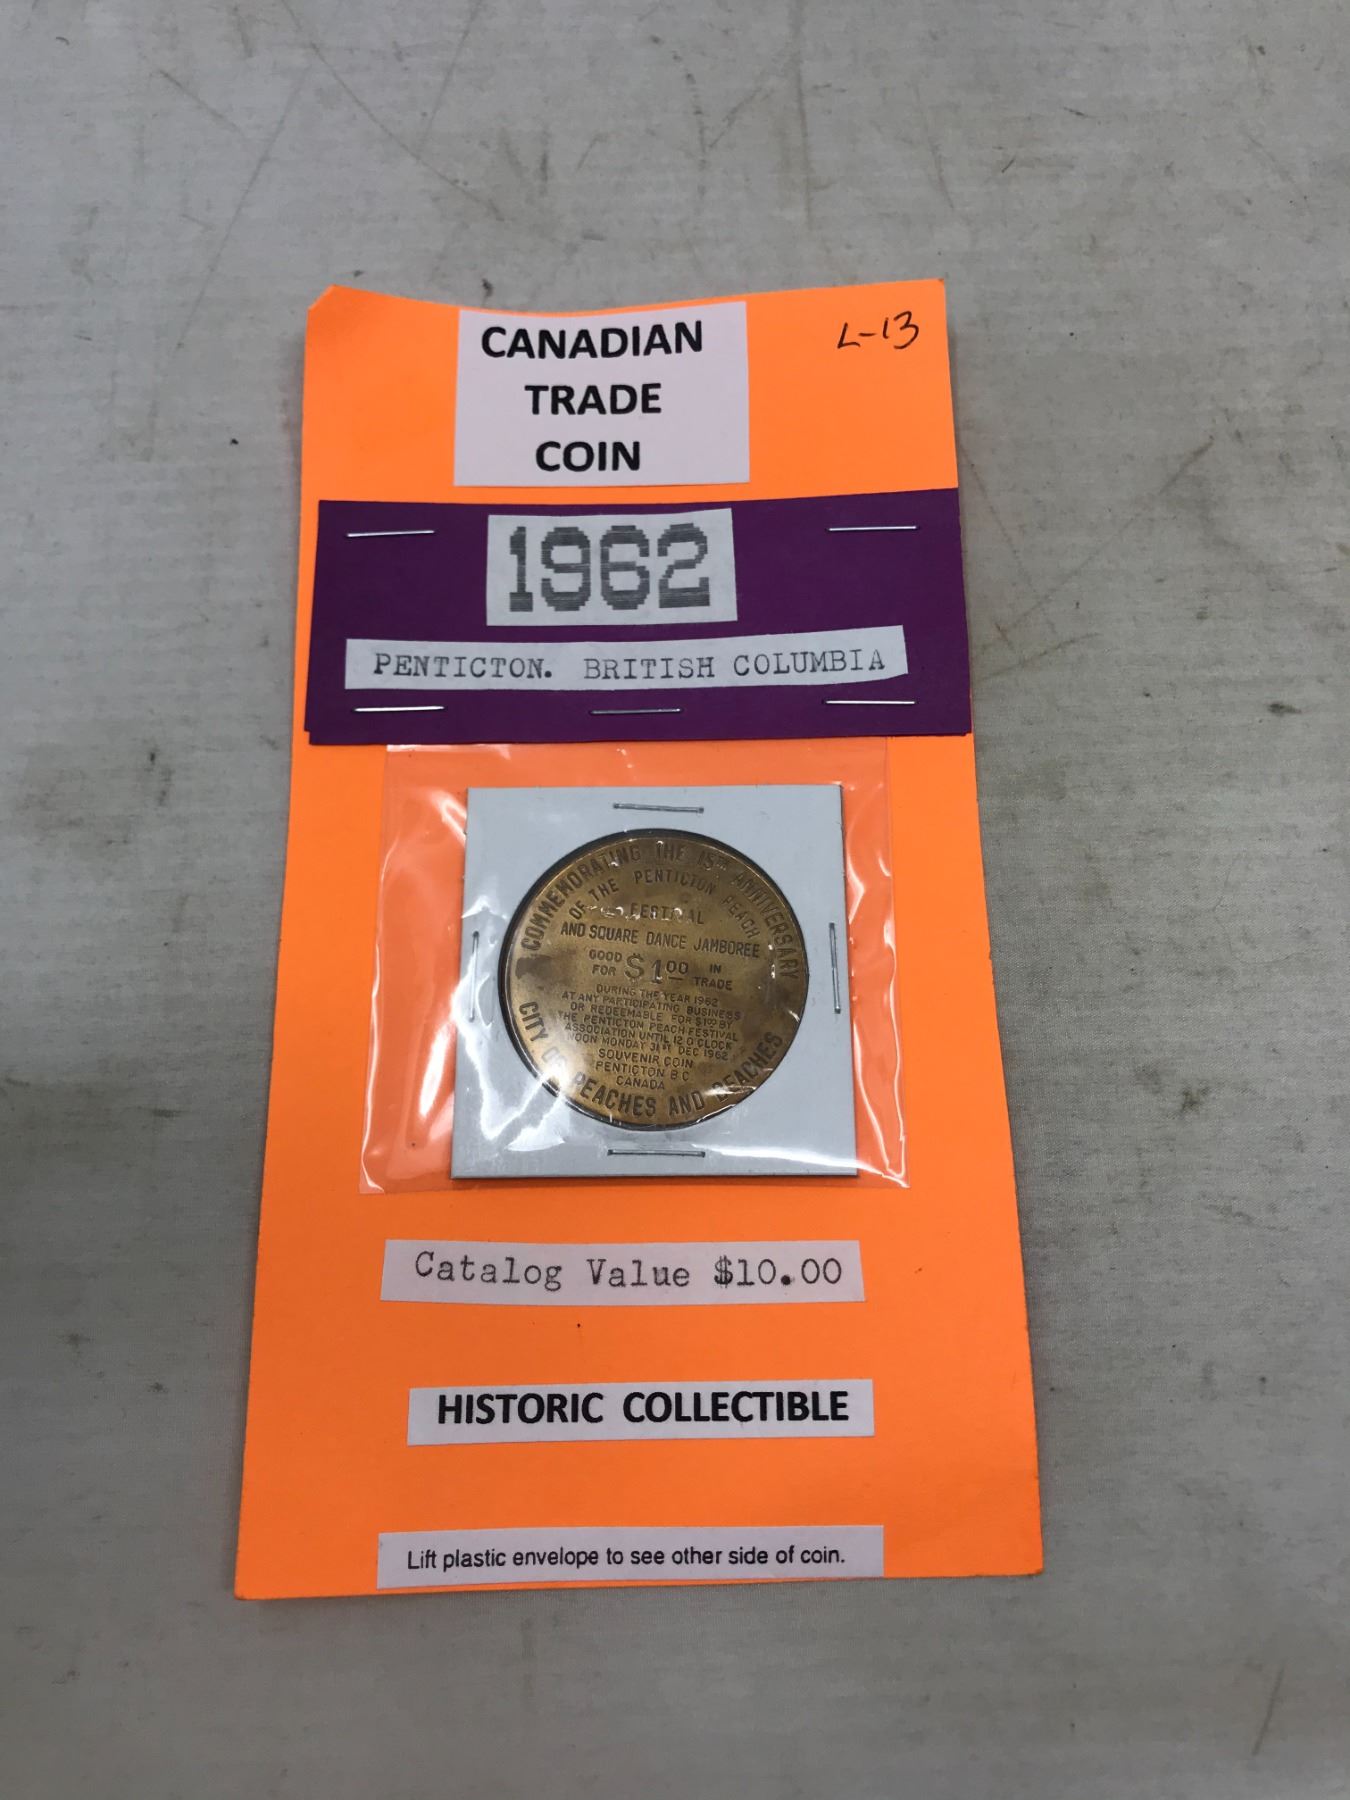 CANADIAN
TRADE
COIN
L-13
1962
PENTICTON. BRITISH COLUMBIA
COMMEMORATING THE 15TH ANNIVERSARY
OF THE PENTICTON PEACH
FESTIVAL
AND SQUARE DANCE JAMBOREE
GOOD FOR $1.00 IN TRADE
DURING THE YEAR 1962
AT ANY PARTICIPATING BUSINESS
OR REDEEMABLE FOR $1.00 BY
THE PENTICTON PEACH FESTIVAL
ASSOCIATION UNTIL 12 O'CLOCK
NOON MONDAY 31ST DEC 1962
SOUVENIR COIN
PENTICTON B C
CANADA
CITY OF PEACHES AND BEACHES
Catalog Value $10.00
HISTORIC COLLECTIBLE
Lift plastic envelope to see other side of coin.